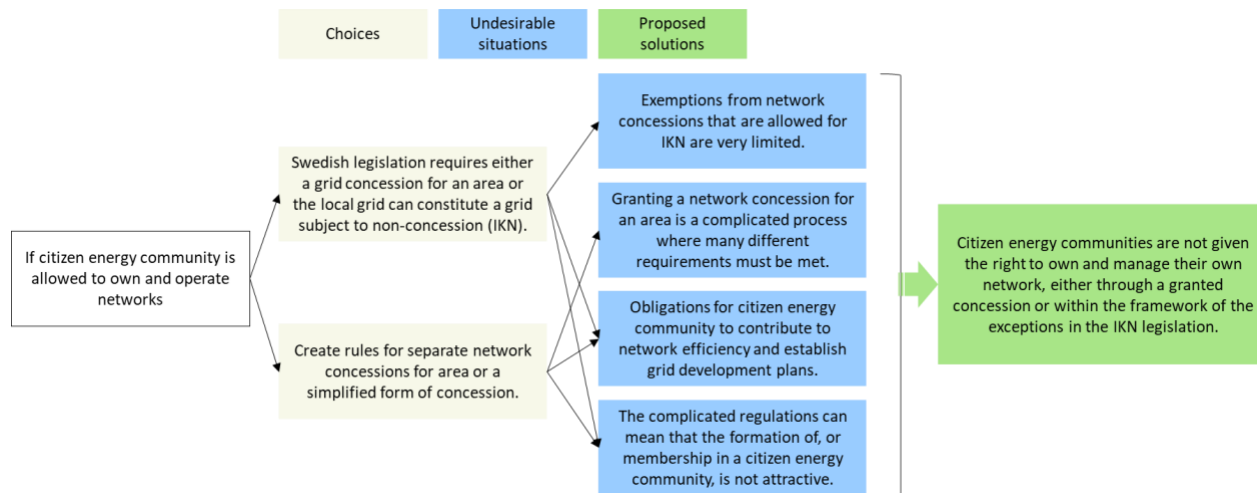 Choices
Undesirable
situations
Proposed
solutions
If citizen energy community is
allowed to own and operate
networks
Swedish legislation requires either
a grid concession for an area or
the local grid can constitute a grid
subject to non-concession (IKN).
Create rules for separate network
concessions for area or a
simplified form of concession.
Exemptions from network
concessions that are allowed for
IKN are very limited.
Granting a network concession for
an area is a complicated process
where many different
requirements must be met.
Obligations for citizen energy
community to contribute to
network efficiency and establish
grid development plans.
The complicated regulations can
mean that the formation of, or
membership in a citizen energy
community, is not attractive.
Citizen energy communities are not given
the right to own and manage their own
network, either through a granted
concession or within the framework of the
exceptions in the IKN legislation.